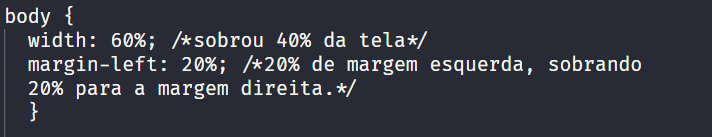 body {
width: 60%; /*sobrou 40% da tela*/
margin-left: 20%; /*20% de margem esquerda, sobrando
20% para a margem direita.*/
}